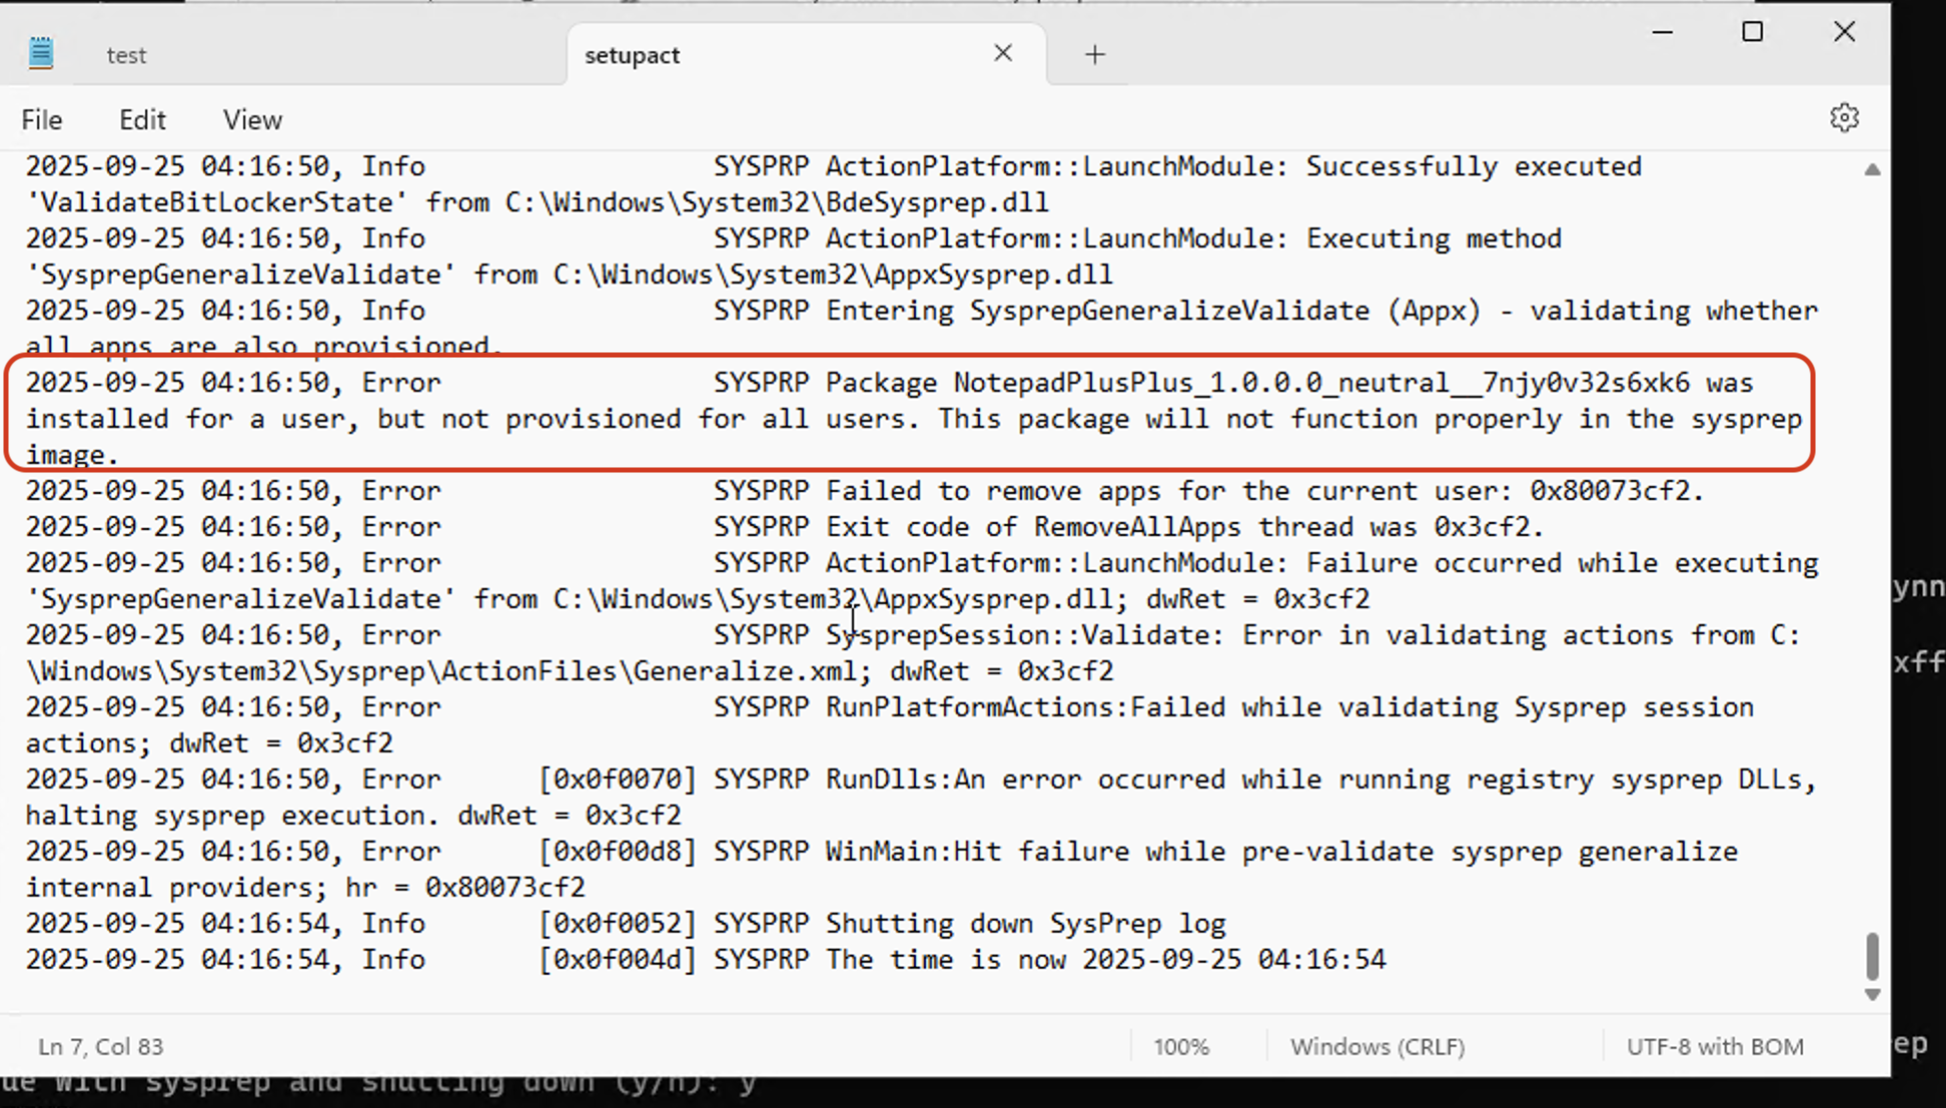 test
setupact
File Edit View
2025-09-25 04:16:50, Info SYSPRP ActionPlatform::LaunchModule: Successfully executed
'ValidateBitLockerState' from C:\Windows\System32\BdeSysprep.dll
2025-09-25 04:16:50, Info SYSPRP ActionPlatform::LaunchModule: Executing method
'SysprepGeneralizeValidate' from C:\Windows\System32\AppxSysprep.dll
2025-09-25 04:16:50, Info SYSPRP Entering SysprepGeneralizeValidate (Appx) - validating whether
all apps are also provisioned.
2025-09-25 04:16:50, Error SYSPRP Package NotepadPlusPlus_1.0.0.0_neutral__7njy0v32s6xk6 was
installed for a user, but not provisioned for all users. This package will not function properly in the sysprep
image.
2025-09-25 04:16:50, Error SYSPRP Failed to remove apps for the current user: 0x80073cf2.
2025-09-25 04:16:50, Error SYSPRP Exit code of RemoveAllApps thread was 0x3cf2.
2025-09-25 04:16:50, Error SYSPRP ActionPlatform::LaunchModule: Failure occurred while executing
'SysprepGeneralizeValidate' from C:\Windows\System32\AppxSysprep.dll; dwRet = 0x3cf2
2025-09-25 04:16:50, Error SYSPRP SysprepSession::Validate: Error in validating actions from C:
\Windows\System32\Sysprep\ActionFiles\Generalize.xml; dwRet = 0x3cf2
2025-09-25 04:16:50, Error SYSPRP RunPlatformActions:Failed while validating Sysprep session
actions; dwRet = 0x3cf2
2025-09-25 04:16:50, Error [0x0f0070] SYSPRP RunDlls:An error occurred while running registry sysprep DLLs,
halting sysprep execution. dwRet = 0x3cf2
2025-09-25 04:16:50, Error [0x0f00d8] SYSPRP WinMain:Hit failure while pre-validate sysprep generalize
internal providers; hr = 0x80073cf2
2025-09-25 04:16:54, Info [0x0f0052] SYSPRP Shutting down SysPrep log
2025-09-25 04:16:54, Info [0x0f004d] SYSPRP The time is now 2025-09-25 04:16:54
ynn
xff
Ln 7, Col 83 100% Windows (CRLF) UTF-8 with BOM
ep
ue with sysprep and shutting down (y/n): y